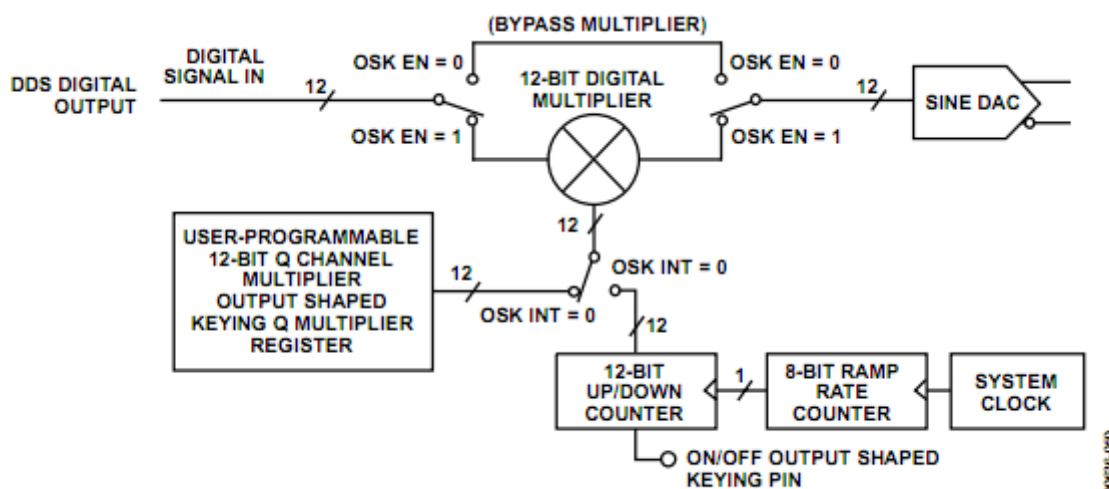 (BYPASS MULTIPLIER)
DDS DIGITAL
OUTPUT
DIGITAL
SIGNAL IN
12
OSK EN = 0
OSK EN = 1
12-BIT DIGITAL
MULTIPLIER
OSK EN = 0
OSK EN = 1
12
SINE DAC
12
USER-PROGRAMMABLE
12-BIT Q CHANNEL
MULTIPLIER
OUTPUT SHAPED
KEYING Q MULTIPLIER
REGISTER
12
OSK INT = 0
OSK INT = 0
12
12-BIT
UP/DOWN
COUNTER
1
8-BIT RAMP
RATE
COUNTER
SYSTEM
CLOCK
ON/OFF OUTPUT SHAPED
KEYING PIN